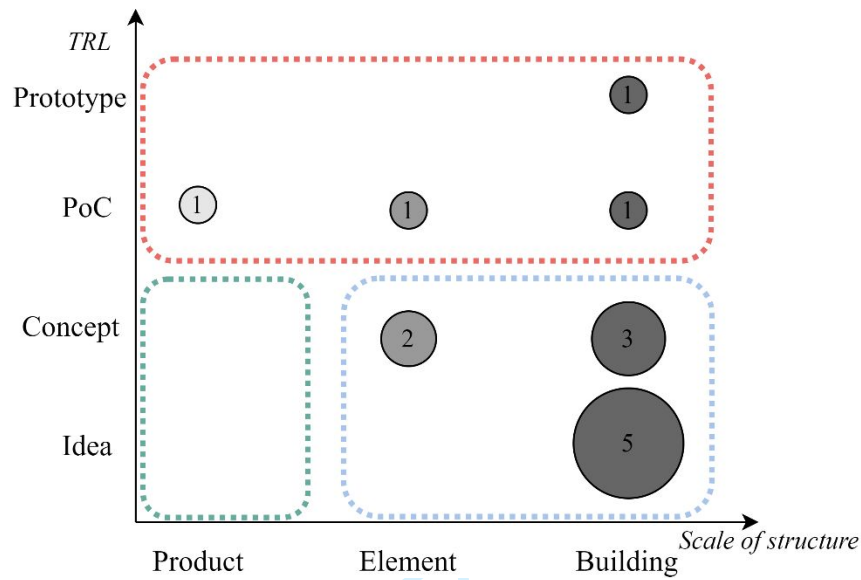 TRL
Prototype
1
PoC
1
1
1
Concept
2
3
Idea
5
Scale of structure
Product
Element
Building